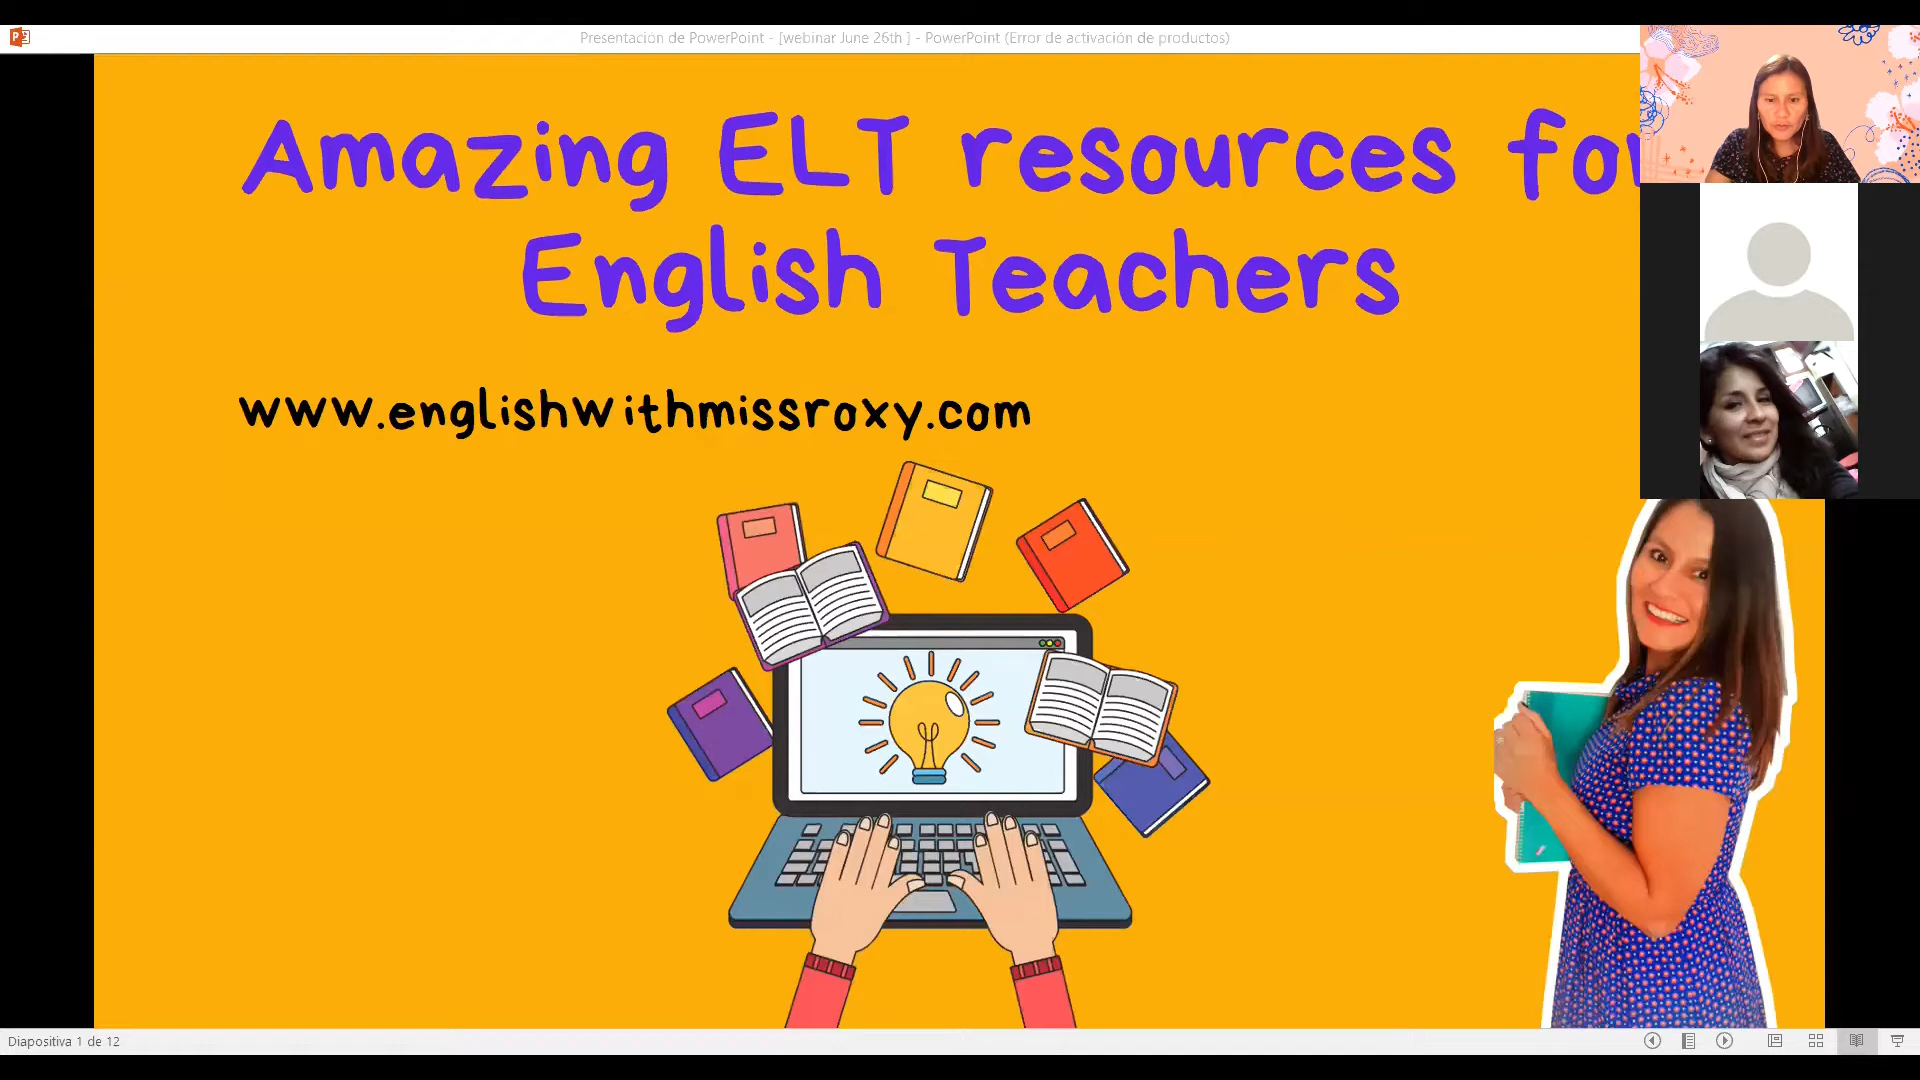 Presentación de PowerPoint - [webinar June 26th ] - PowerPoint (Error de activación de productos)
Amazing ELT resources for
English Teachers
www.englishwithmissroxy.com
Diapositiva 1 de 12